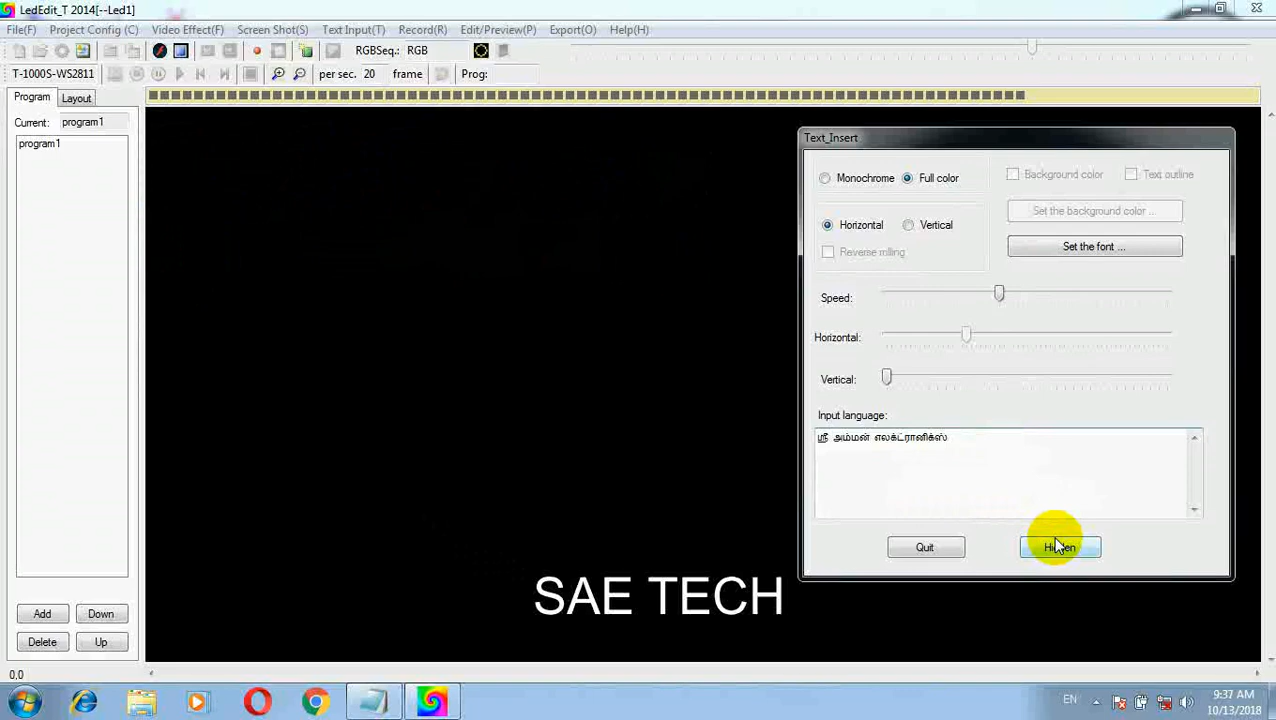 LedEdit_T 2014[--Led1]
File(F) Project Config (C) Video Effect(F) Screen Shot(S) Text Input(T) Record(R) Edit/Preview(P) Export(O) Help(H)
RGBSeq.: RGB
T-1000S-WS2811 per sec. 20 frame Prog:
Program Layout
Current: program1
program1
Text_Insert
Monochrome Full color Background color Text outline
Set the background color ...
Horizontal Vertical
Set the font ...
Reverse rolling
Speed:
Horizontal:
Vertical:
Input language:
ஸ்ரீ அம்மன் எலக்ட்ரானிக்ஸ்
Quit Hidden
SAE TECH
Add Down
Delete Up
0,0
EN 9:37 AM
10/13/2018